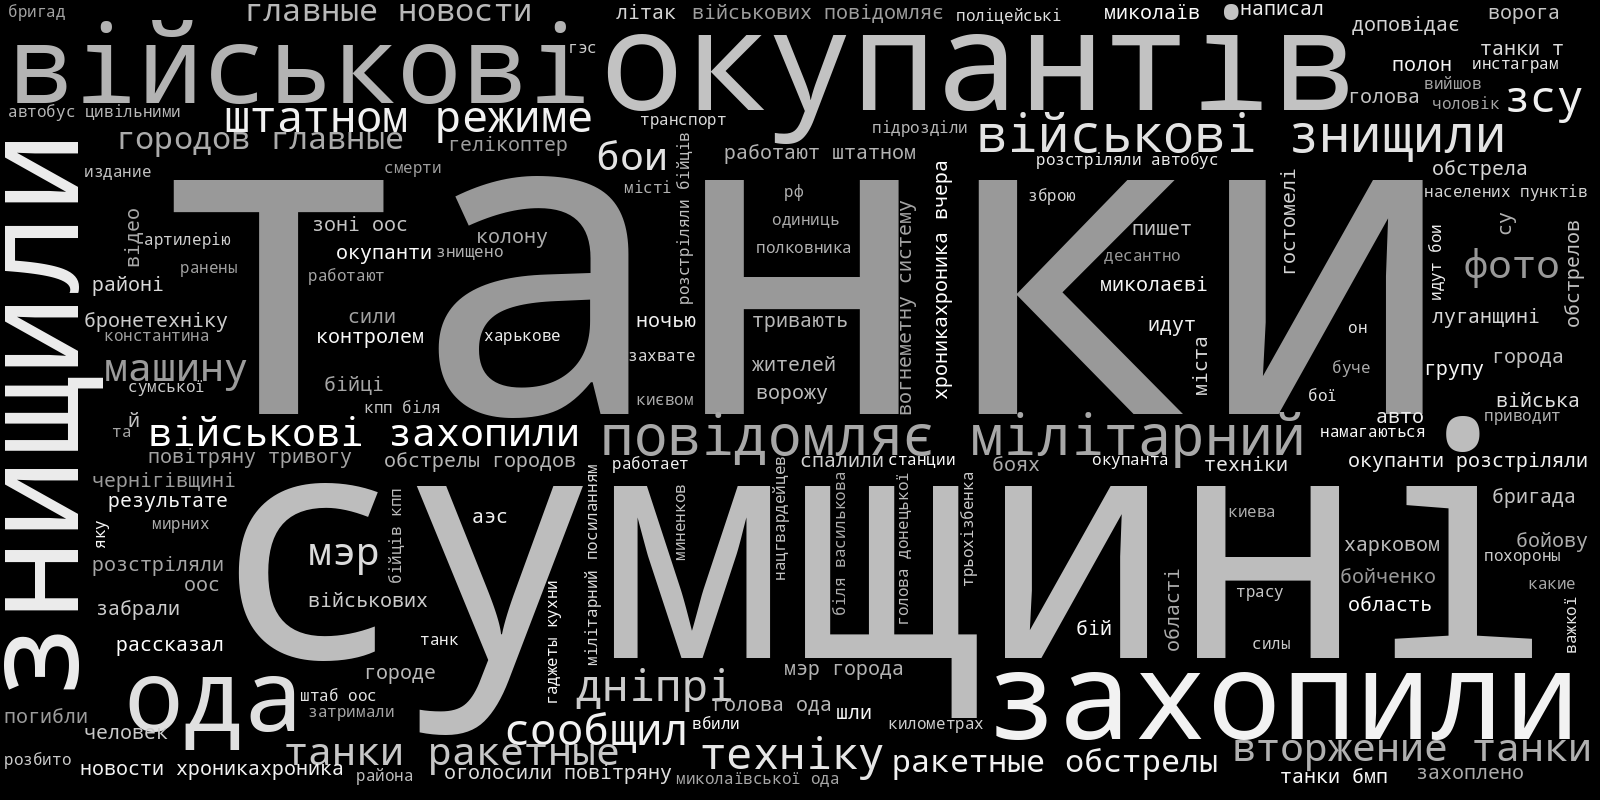 бригад
главные новости
літак
військових повідомляє
поліцейські
миколаїв
написал
доповідає
ворога
військові
гэс
окупантів
танки т
полон
инстаграм
вийшов
голова
чоловік
зсу
автобус цивільними
штатном режиме
транспорт
підрозділи
військові знищили
городов главные
гелікоптер
бои
работают штатном
розстріляли автобус
обстрела
издание
смерти
місті
розстріляли бійців
рф
зброю
населених пунктів
знищили
танки
відео
артилерію
зоні оос
колону
окупанти
знищено
одиниць
полковника
вогнеметну систему
хроникахроника вчера
пишет
десантно
гостомелі
идут бои
су
фото
обстрелов
ранены
районі
работают
миколаєві
бронетехніку
константина
сили
контролем
харькове
ночью
тривають
идут
он
луганщині
захвате
жителей
міста
буче
групу
города
машину
сумської
бійці
ворожу
києвом
бої
війська
кпп біля
й
та
авто
намагаються
приводит
військові захопили
повідомляє мілітарний
повітряну тривогу
обстрелы городов
работает
спалили
станции
боях
окупанта
техніки
окупанти розстріляли
чернігівщині
результате
мирних
яку
сумщині
бійців кпп
аэс
мілітарний посиланням
миненков
нацгвардейцев
біля василькова
голова донецької
трьохізбенка
киева
бригада
мэр
харковом
бойову
похороны
розстріляли
оос
бойченко
какие
забрали
військових
гаджеты кухни
области
області
трасу
область
важкої
рассказал
танк
бій
силы
городе
мэр города
ода
штаб оос
затримали
дніпрі
голова ода
шли
захопили
погибли
человек
сообщил
вбили
километрах
розбито
новости хроникахроника
танки ракетные
района
оголосили повітряну
техніку
миколаївської ода
ракетные обстрелы
вторжение танки
танки бмп
захоплено